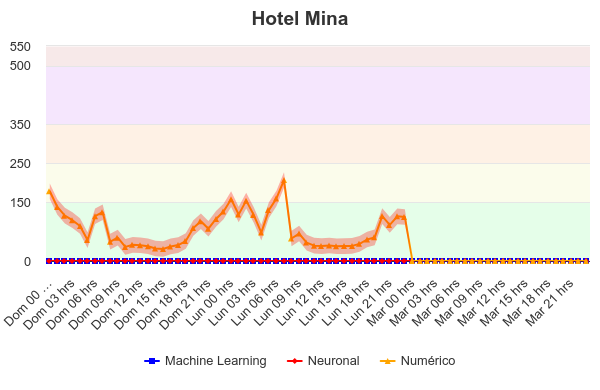 Hotel Mina
550
500
350
250
150
0
Dom 00 ...
Dom 03 hrs
Dom 06 hrs
Dom 09 hrs
Dom 12 hrs
Dom 15 hrs
Dom 18 hrs
Dom 21 hrs
Lun 00 hrs
Lun 03 hrs
Lun 06 hrs
Lun 09 hrs
Lun 12 hrs
Lun 15 hrs
Lun 18 hrs
Lun 21 hrs
Mar 00 hrs
Mar 03 hrs
Mar 06 hrs
Mar 09 hrs
Mar 12 hrs
Mar 15 hrs
Mar 18 hrs
Mar 21 hrs
Machine Learning Neuronal Numérico